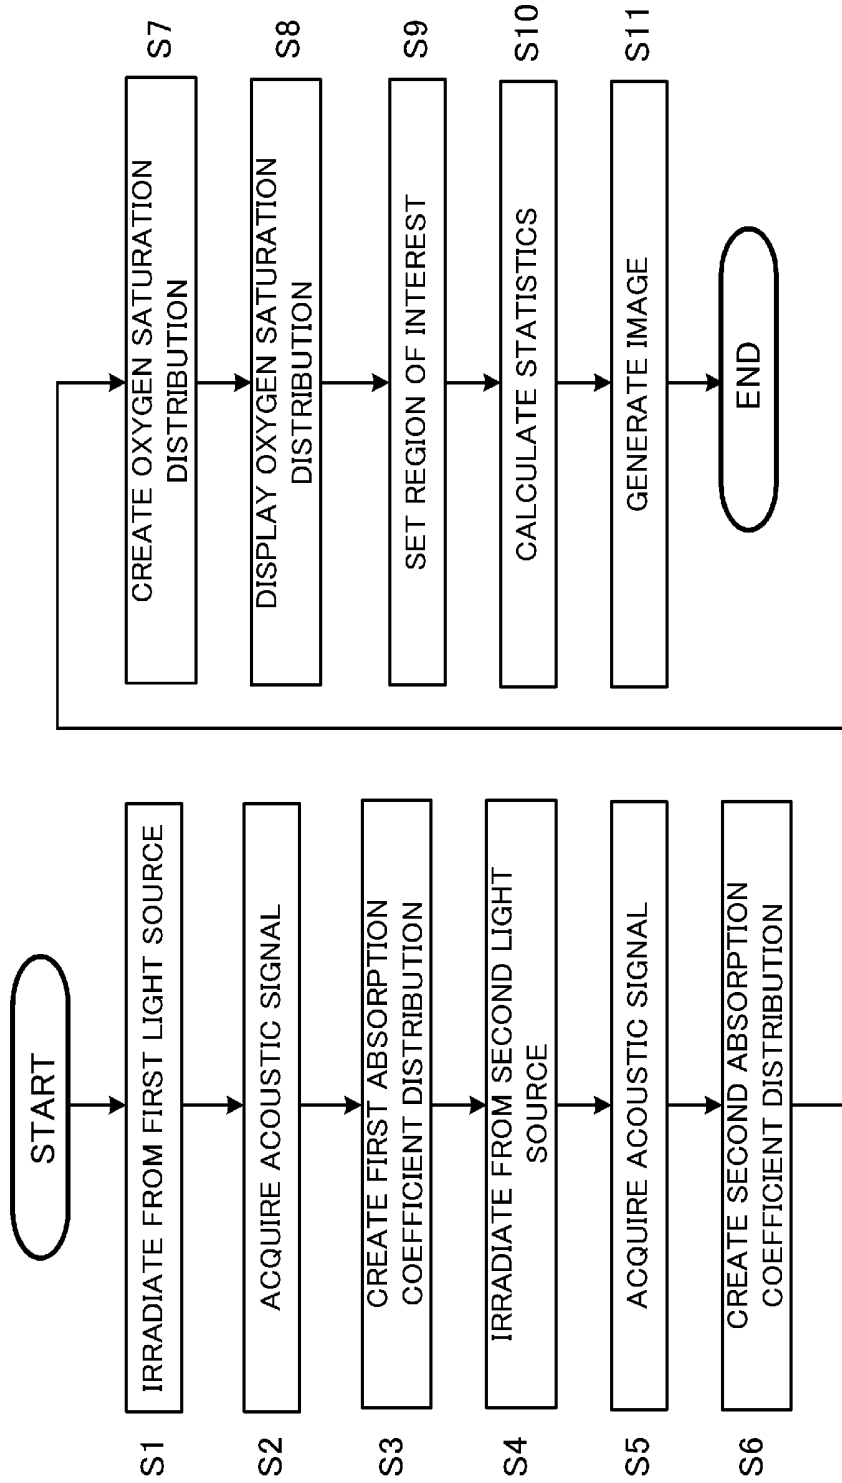 START
S1
IRRADIATE FROM FIRST LIGHT SOURCE
S2
ACQUIRE ACOUSTIC SIGNAL
S3
CREATE FIRST ABSORPTION
COEFFICIENT DISTRIBUTION
S4
IRRADIATE FROM SECOND LIGHT
SOURCE
S5
ACQUIRE ACOUSTIC SIGNAL
S6
CREATE SECOND ABSORPTION
COEFFICIENT DISTRIBUTION
CREATE OXYGEN SATURATION
DISTRIBUTION
S7
DISPLAY OXYGEN SATURATION
DISTRIBUTION
S8
SET REGION OF INTEREST
S9
CALCULATE STATISTICS
S10
GENERATE IMAGE
S11
END